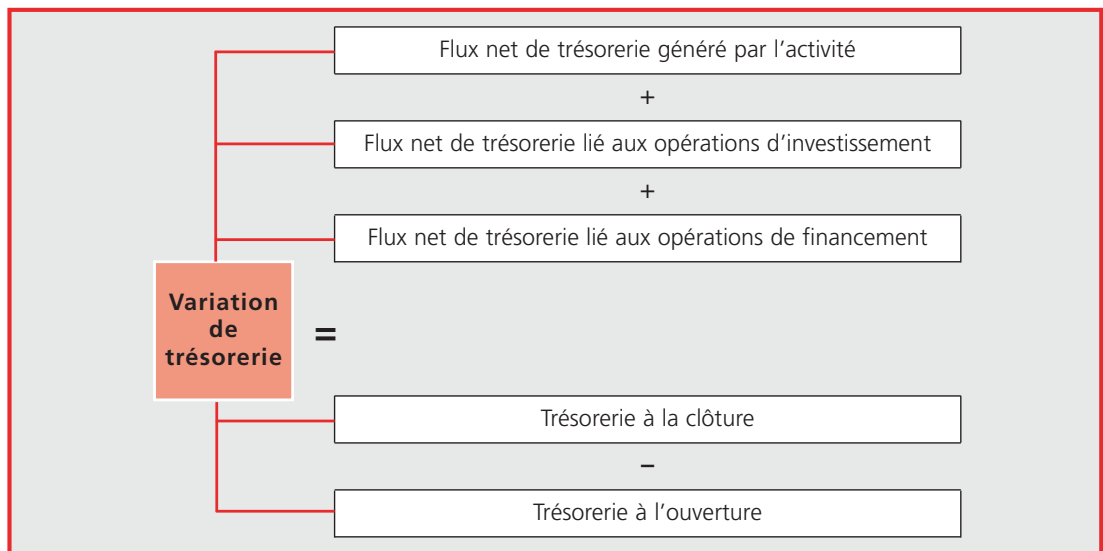 Flux net de trésorerie généré par l’activité
+
Flux net de trésorerie lié aux opérations d’investissement
+
Flux net de trésorerie lié aux opérations de financement
Variation
de
trésorerie
=
Trésorerie à la clôture
–
Trésorerie à l’ouverture